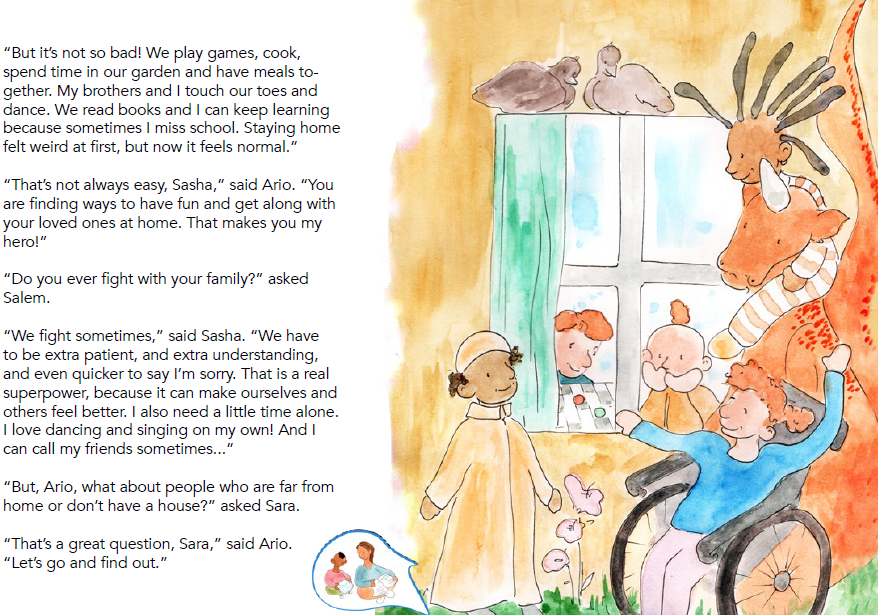 “But it’s not so bad! We play games, cook,
spend time in our garden and have meals to-
gether. My brothers and I touch our toes and
dance. We read books and I can keep learning
because sometimes I miss school. Staying home
felt weird at first, but now it feels normal.”
“That’s not always easy, Sasha,” said Ario. “You
are finding ways to have fun and get along with
your loved ones at home. That makes you my
hero!”
“Do you ever fight with your family?” asked
Salem.
“We fight sometimes,” said Sasha. “We have
to be extra patient, and extra understanding,
and even quicker to say I’m sorry. That is a real
superpower, because it can make ourselves and
others feel better. I also need a little time alone.
I love dancing and singing on my own! And I
can call my friends sometimes...”
“But, Ario, what about people who are far from
home or don’t have a house?” asked Sara.
“That’s a great question, Sara,” said Ario.
“Let’s go and find out.”